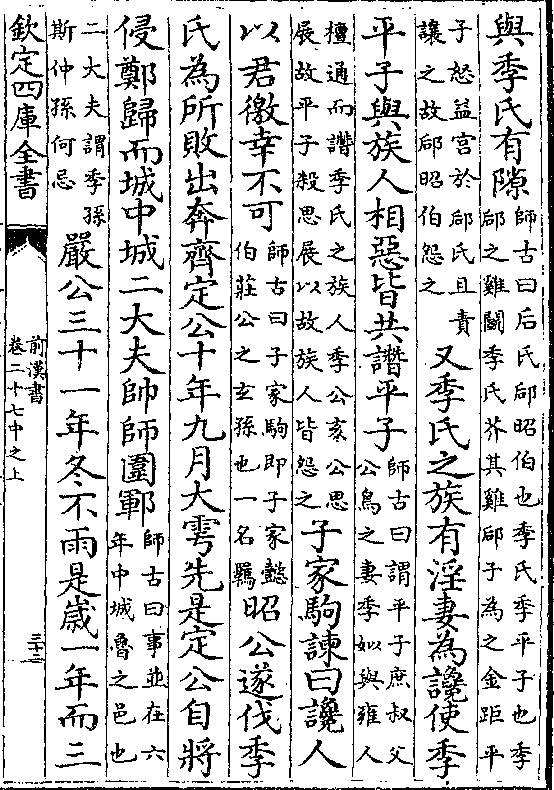 與季氏有隙師古曰后氏郈昭伯也季氏季平子也季郈之雞鬭季氏芥其雞郈子為之金距平
子怒益宫於郈氏且責讓之故郈昭伯怨之又季氏之族有淫妻為讒使季
平子與族人相惡皆共譖平子師古曰謂平子庶叔父公鳥之妻季姒與雍人
檀通而譖季氏之族人季公亥公思展故平子殺思展以故族人皆怨之子家駒諫曰讒人
以君徼幸不可師古曰子家駒即子家懿伯莊公之玄孫也一名羈昭公遂伐季
氏為所敗出奔齊定公十年九月大雩先是定公自將
侵鄭歸而城中城二大夫帥師圍鄆師古曰事並在六年中城魯之邑也
二大夫謂季孫斯仲孫何忌嚴公三十一年冬不雨是歲一年而三
欽定四庫全書
前漢書
卷二十七中之上
三十二